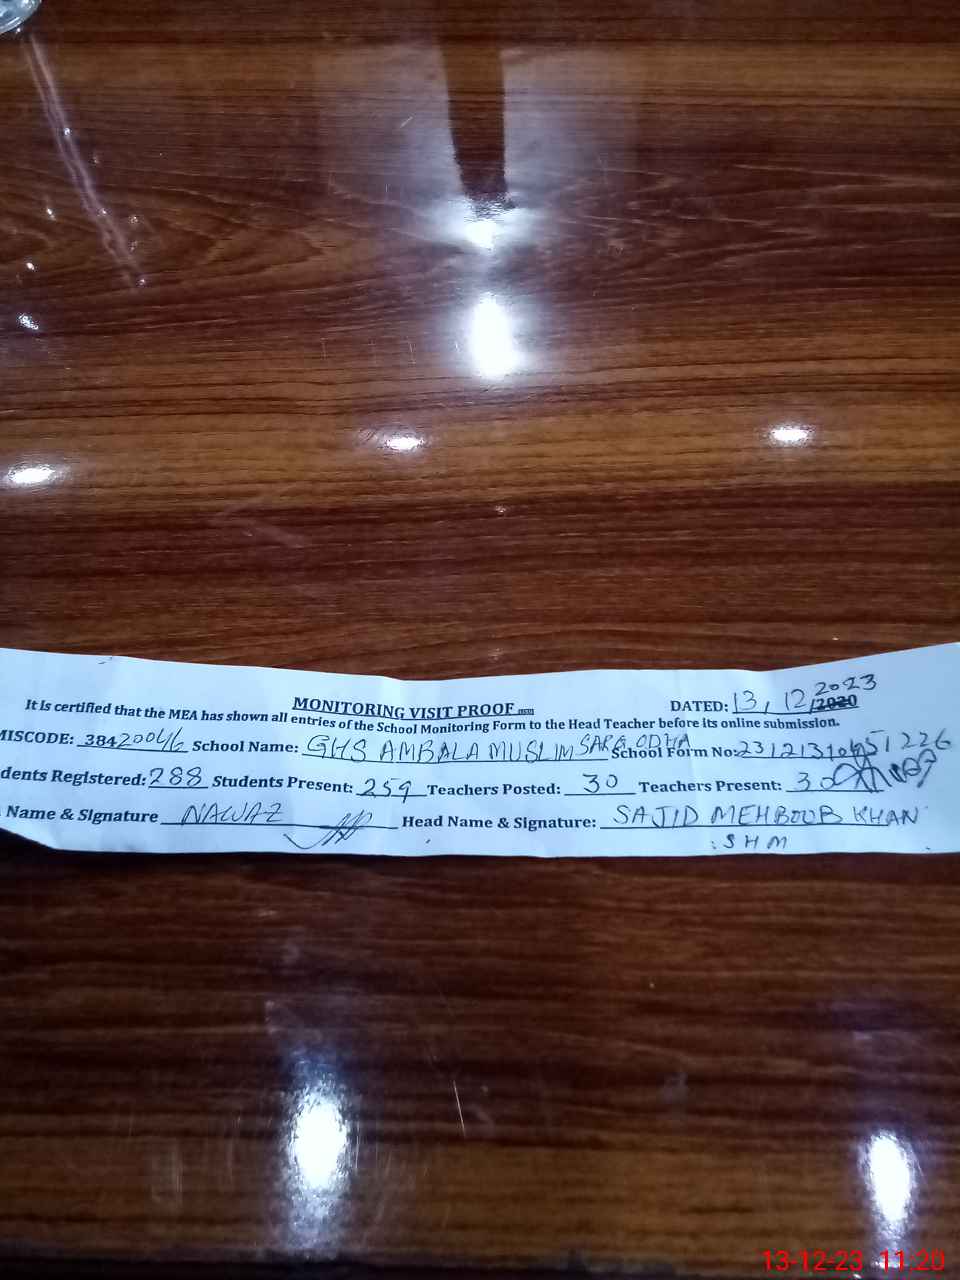 MONITORING VISIT PROOF DATED: 13, 12/2020 2023
It is certified that the MEA has shown all entries of the School Monitoring Form to the Head Teacher before its online submission.
MISCODE: 38420046 School Name: GHS AMBALA MUSLIM SARGODHA School Form No:
dents Registered: 288 Students Present: 259 Teachers Posted: 30 Teachers Present: 30
Name & Signature NAWAZ Head Name & Signature: SAJID MEHBOOB KHAN
: SHM
13-12-23 11:20